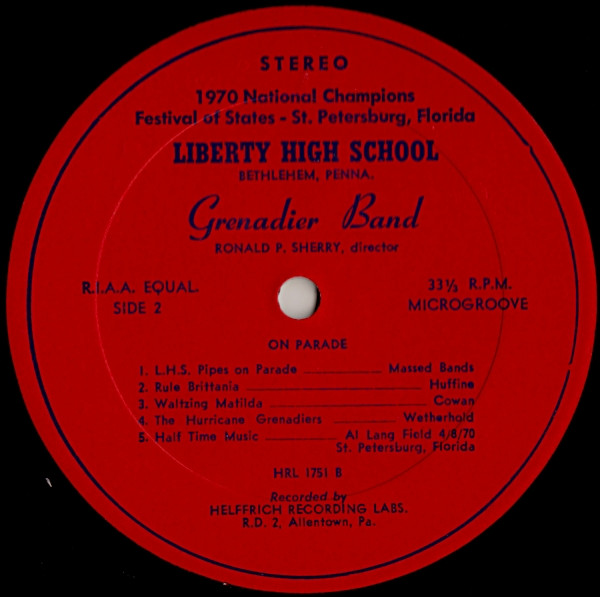 STEREO
1970 National Champions
Festival of States - St. Petersburg, Florida
LIBERTY HIGH SCHOOL
BETHLEHEM, PENNA.
Grenadier Band
RONALD P. SHERRY, director
R.I.A.A. EQUAL. 33⅓ R.P.M.
SIDE 2 MICROGROOVE
ON PARADE
1. L.H.S. Pipes on Parade Massed Bands
2. Rule Brittania Huffine
3. Waltzing Matilda Cowan
4. The Hurricane Grenadiers Wetherhold
5. Half Time Music Al Lang Field 4/8/70
St. Petersburg, Florida
HRL 1751 B
Recorded by
HELFFRICH RECORDING LABS.
R.D. 2, Allentown, Pa.